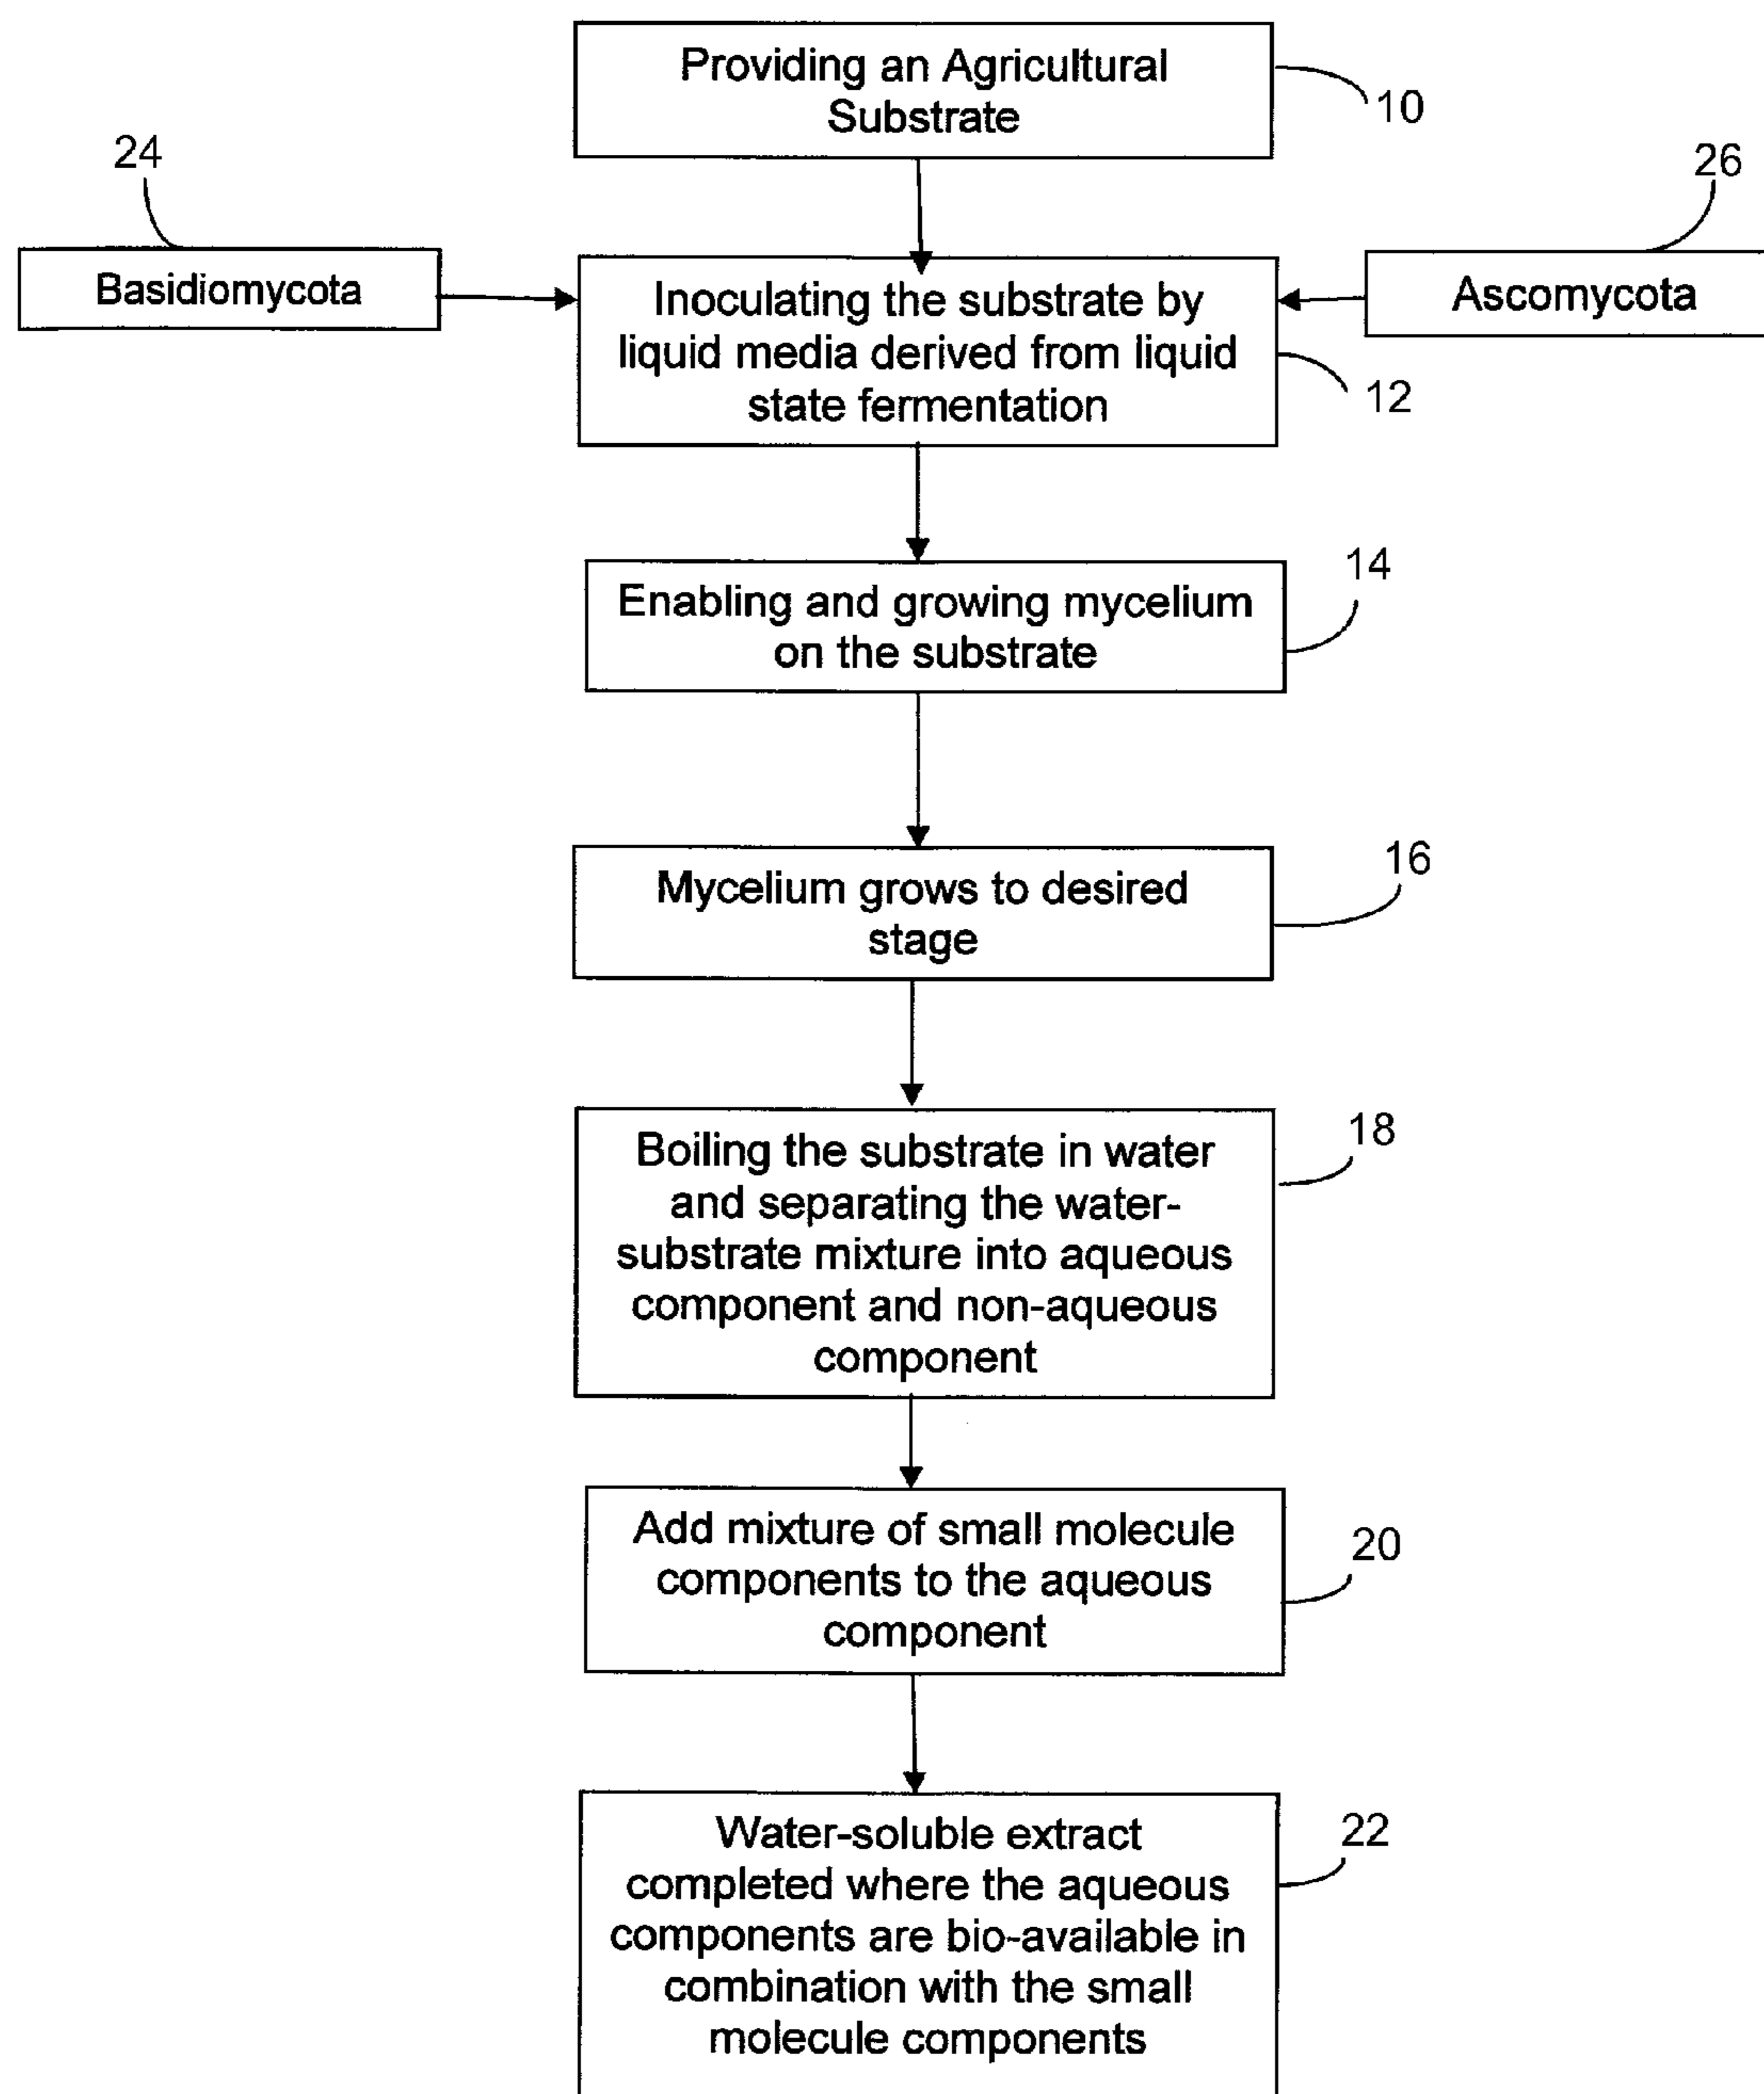 Providing an Agricultural
Substrate
10
24
26
Basidiomycota
Ascomycota
Inoculating the substrate by
liquid media derived from liquid
state fermentation
12
Enabling and growing mycelium
on the substrate
14
Mycelium grows to desired
stage
16
Boiling the substrate in water
and separating the water-
substrate mixture into aqueous
component and non-aqueous
component
18
Add mixture of small molecule
components to the aqueous
component
20
Water-soluble extract
completed where the aqueous
components are bio-available in
combination with the small
molecule components
22